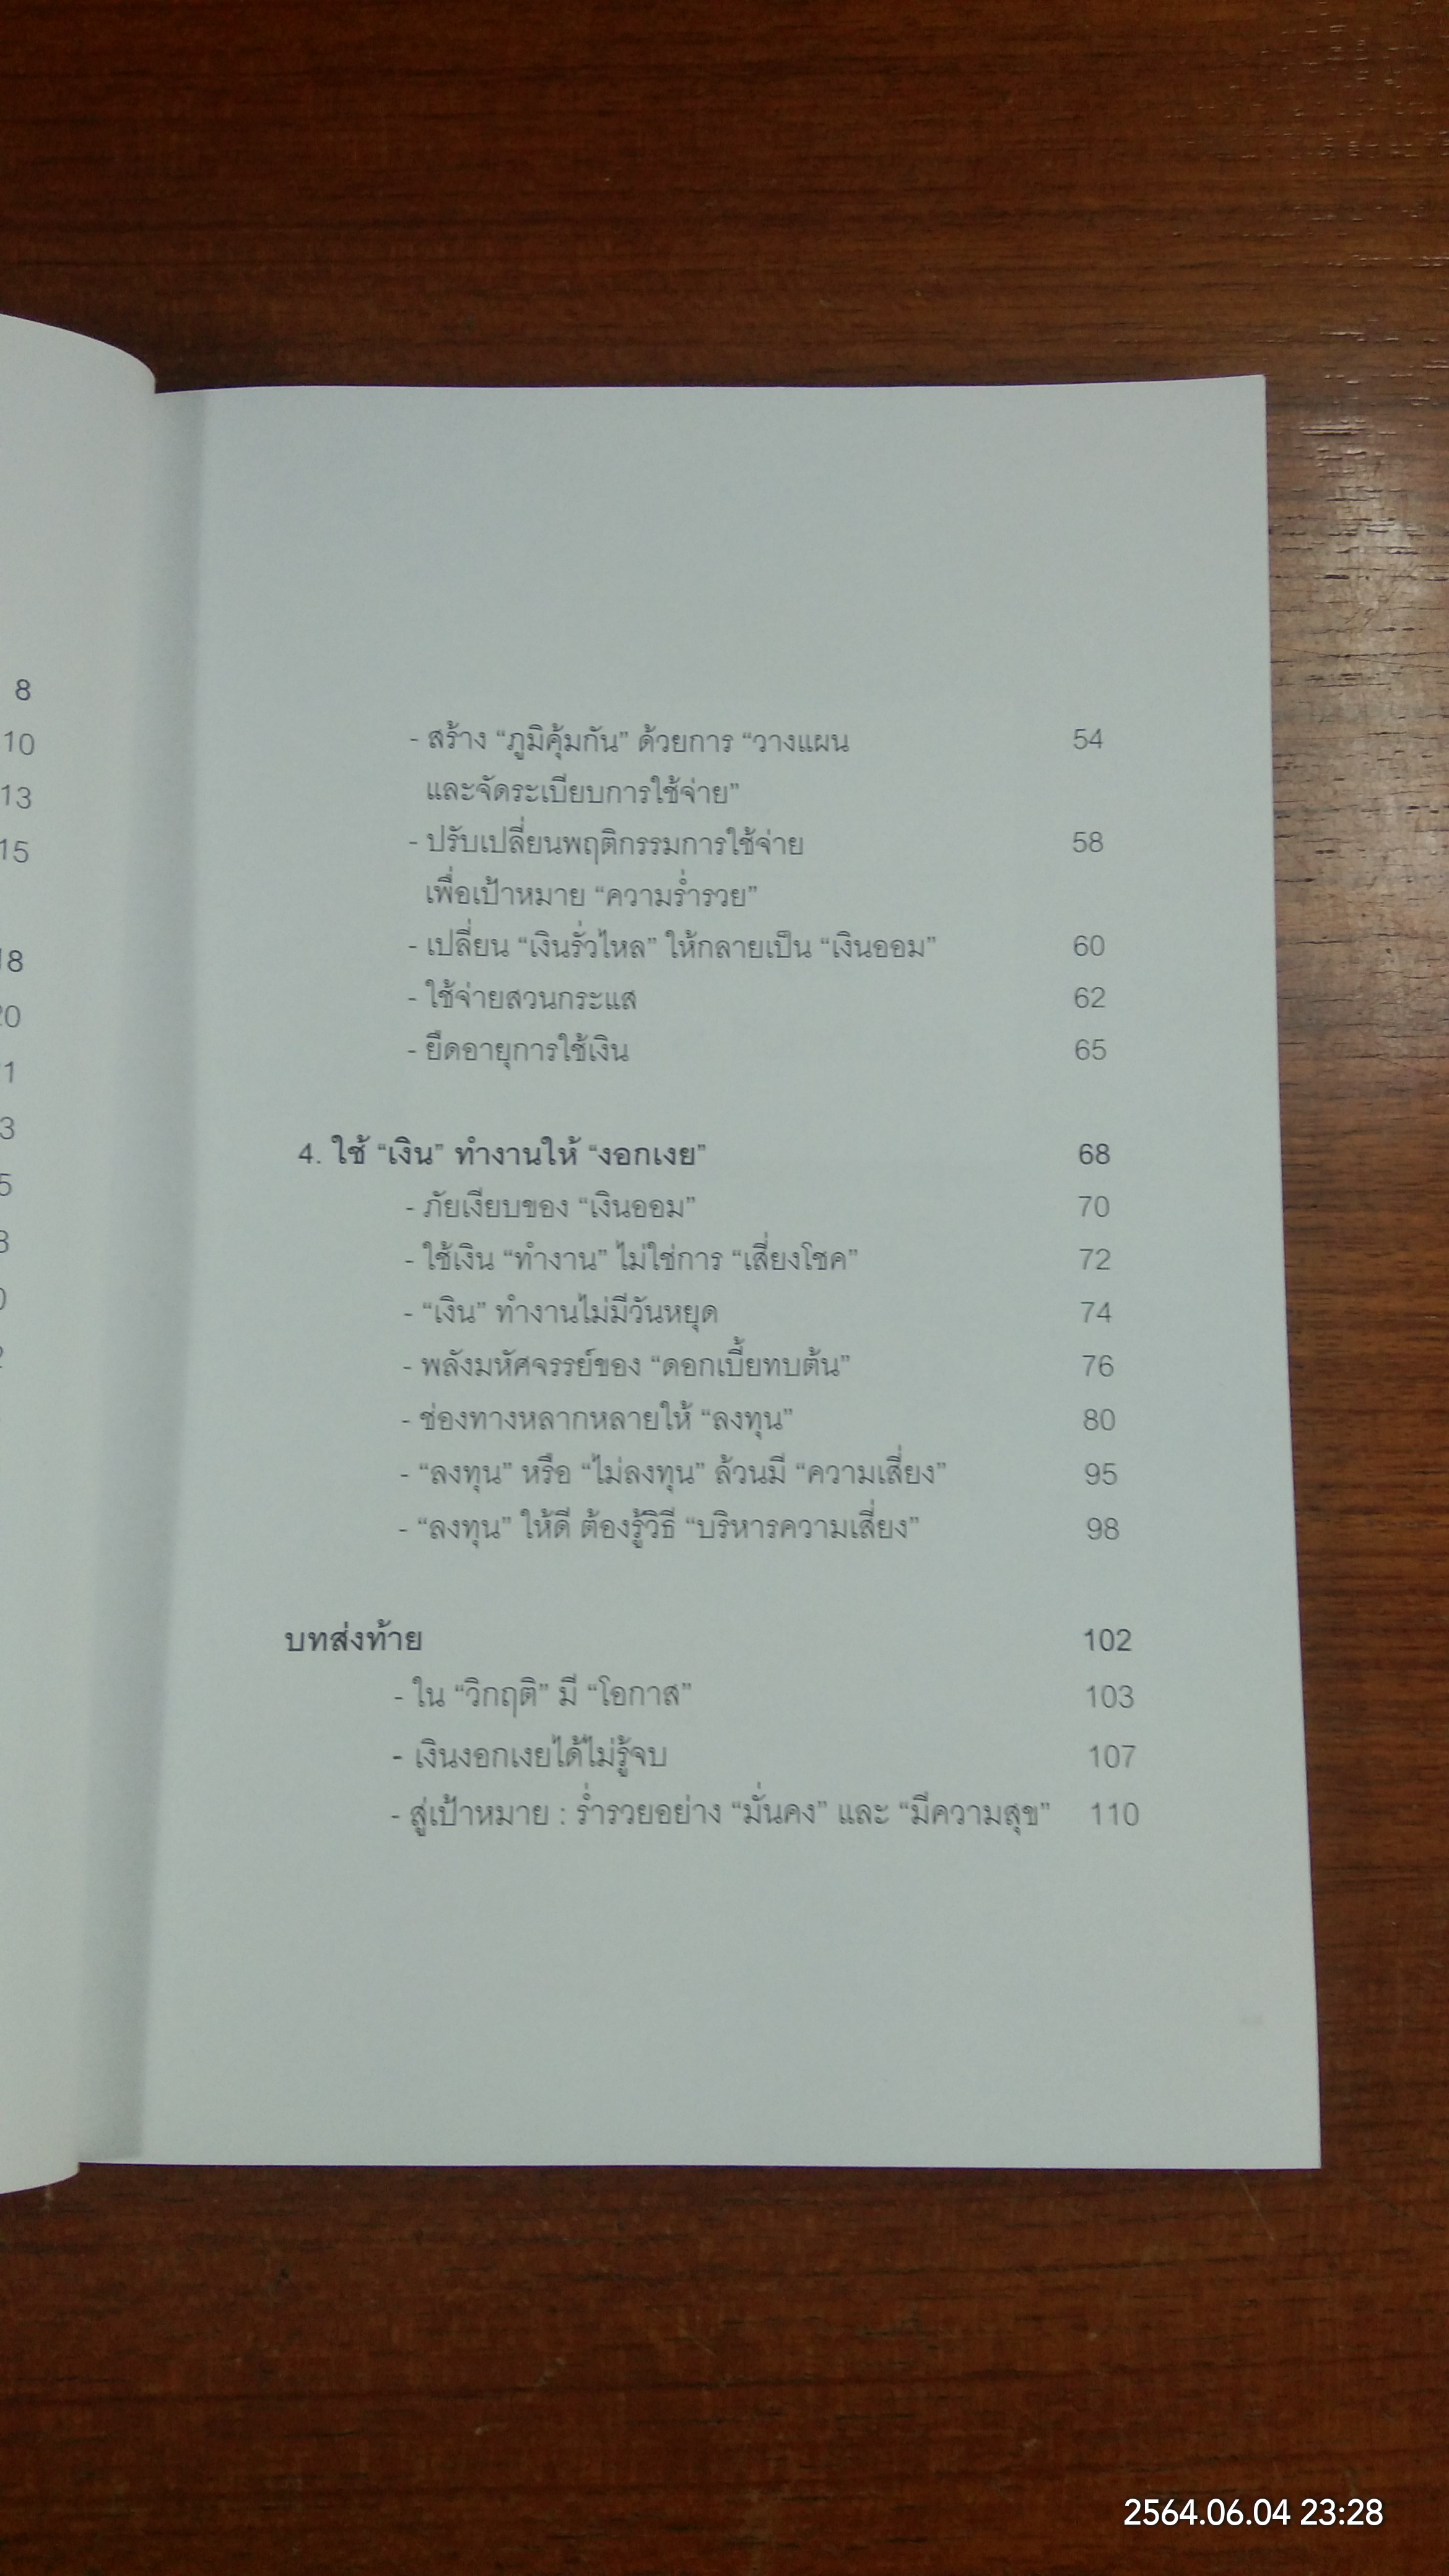 8
10
13
15
18
20
1
3
5
3
0
2
- สร้าง “ภูมิคุ้มกัน” ด้วยการ “วางแผน 54
และจัดระเบียบการใช้จ่าย”
- ปรับเปลี่ยนพฤติกรรมการใช้จ่าย 58
เพื่อเป้าหมาย “ความร่ำรวย”
- เปลี่ยน “เงินรั่วไหล” ให้กลายเป็น “เงินออม” 60
- ใช้จ่ายสวนกระแส 62
- ยืดอายุการใช้เงิน 65
4. ใช้ “เงิน” ทำงานให้ “งอกเงย” 68
- ภัยเงียบของ “เงินออม” 70
- ใช้เงิน “ทำงาน” ไม่ใช่การ “เสี่ยงโชค” 72
- “เงิน” ทำงานไม่มีวันหยุด 74
- พลังมหัศจรรย์ของ “ดอกเบี้ยทบต้น” 76
- ช่องทางหลากหลายให้ “ลงทุน” 80
- “ลงทุน” หรือ “ไม่ลงทุน” ล้วนมี “ความเสี่ยง” 95
- “ลงทุน” ให้ดี ต้องรู้วิธี “บริหารความเสี่ยง” 98
บทส่งท้าย 102
- ใน “วิกฤติ” มี “โอกาส” 103
- เงินงอกเงยได้ไม่รู้จบ 107
- สู่เป้าหมาย : ร่ำรวยอย่าง “มั่นคง” และ “มีความสุข” 110
2564.06.04 23:28